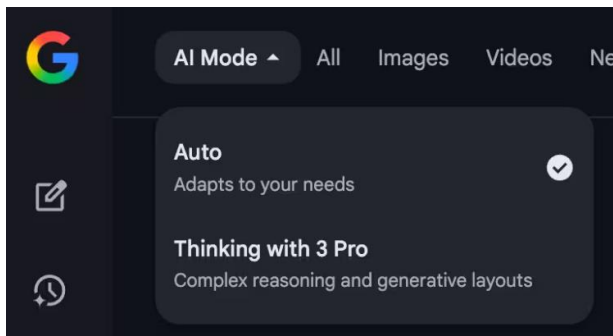 AI Mode All Images Videos Ne
Auto
Adapts to your needs
Thinking with 3 Pro
Complex reasoning and generative layouts